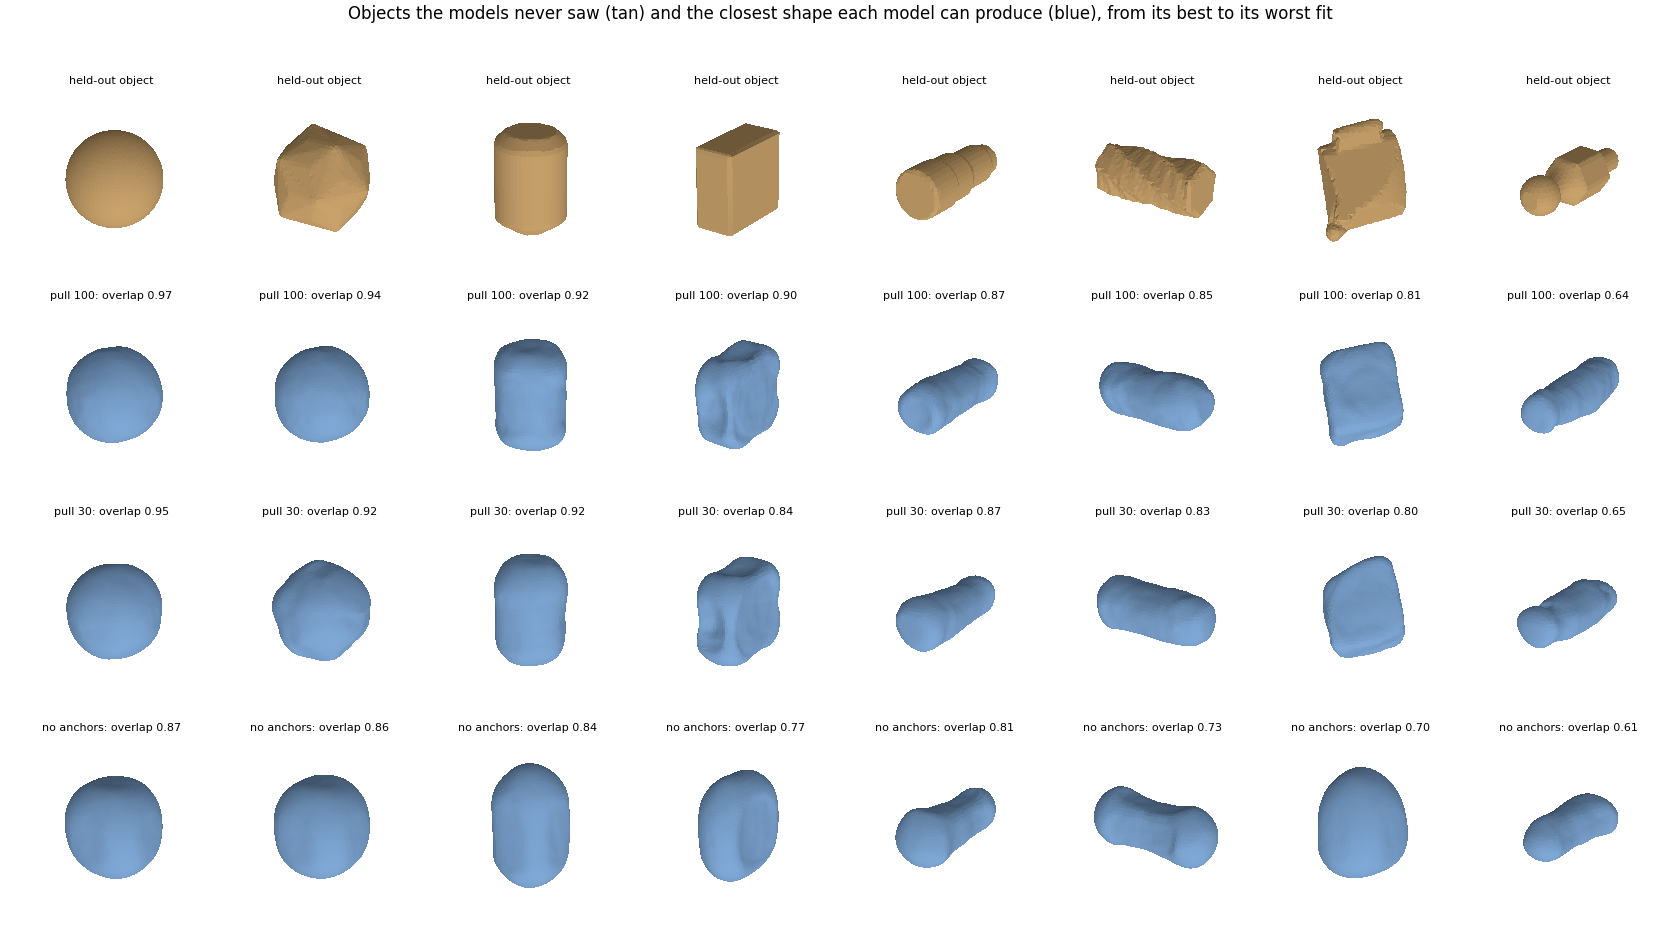 Objects the models never saw (tan) and the closest shape each model can produce (blue), from its best to its worst fit
held-out object held-out object held-out object held-out object held-out object held-out object held-out object held-out object
pull 100: overlap 0.97 pull 100: overlap 0.94 pull 100: overlap 0.92 pull 100: overlap 0.90 pull 100: overlap 0.87 pull 100: overlap 0.85 pull 100: overlap 0.81 pull 100: overlap 0.64
pull 30: overlap 0.95 pull 30: overlap 0.92 pull 30: overlap 0.92 pull 30: overlap 0.84 pull 30: overlap 0.87 pull 30: overlap 0.83 pull 30: overlap 0.80 pull 30: overlap 0.65
no anchors: overlap 0.87 no anchors: overlap 0.86 no anchors: overlap 0.84 no anchors: overlap 0.77 no anchors: overlap 0.81 no anchors: overlap 0.73 no anchors: overlap 0.70 no anchors: overlap 0.61